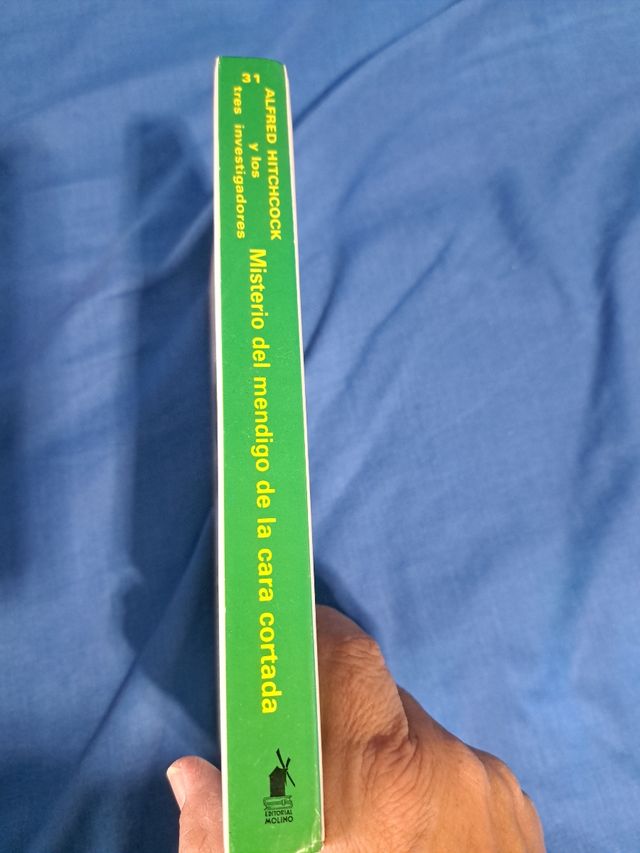 31
ALFRED HITCHCOCK
y los
tres investigadores
Misterio del mendigo de la cara cortada
EDITORIAL
MOLINO